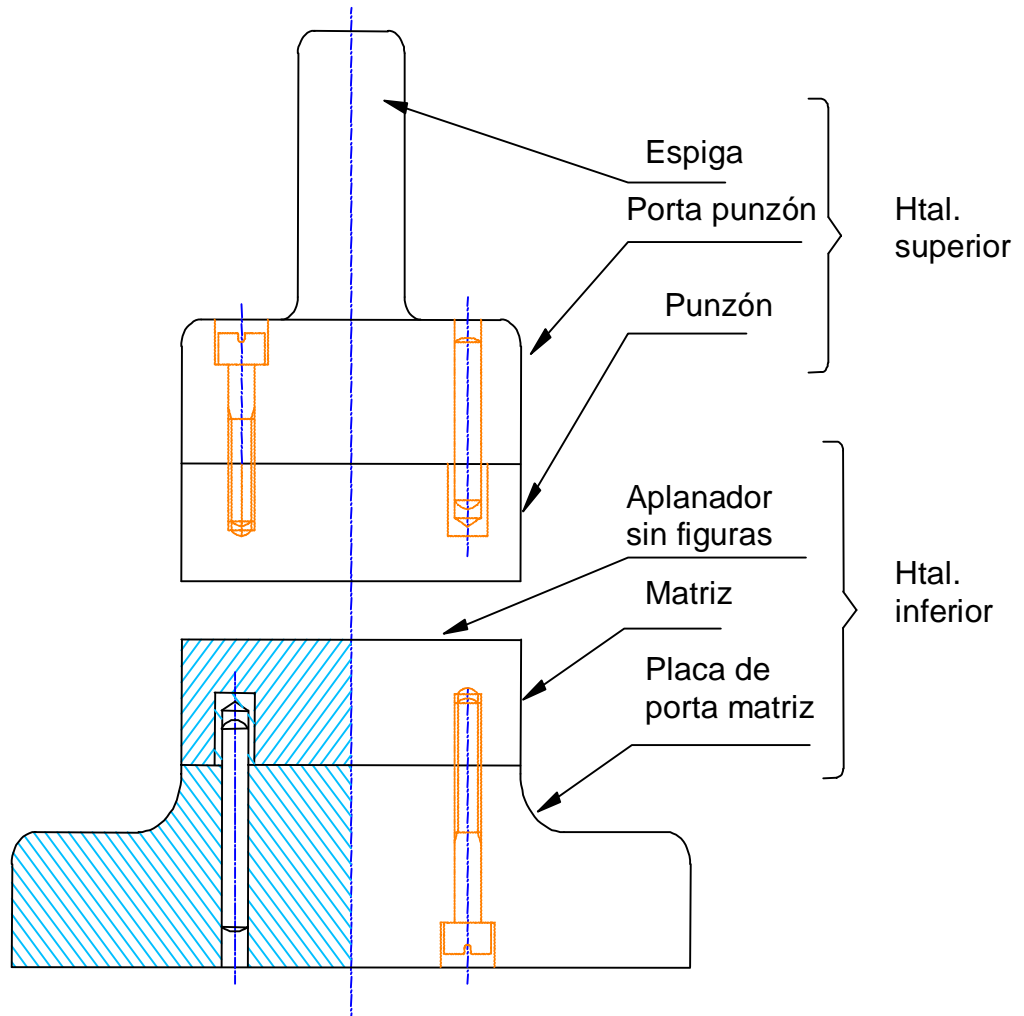 Espiga
Porta punzón
Punzón
Htal.
superior
Aplanador
sin figuras
Matriz
Placa de
porta matriz
Htal.
inferior